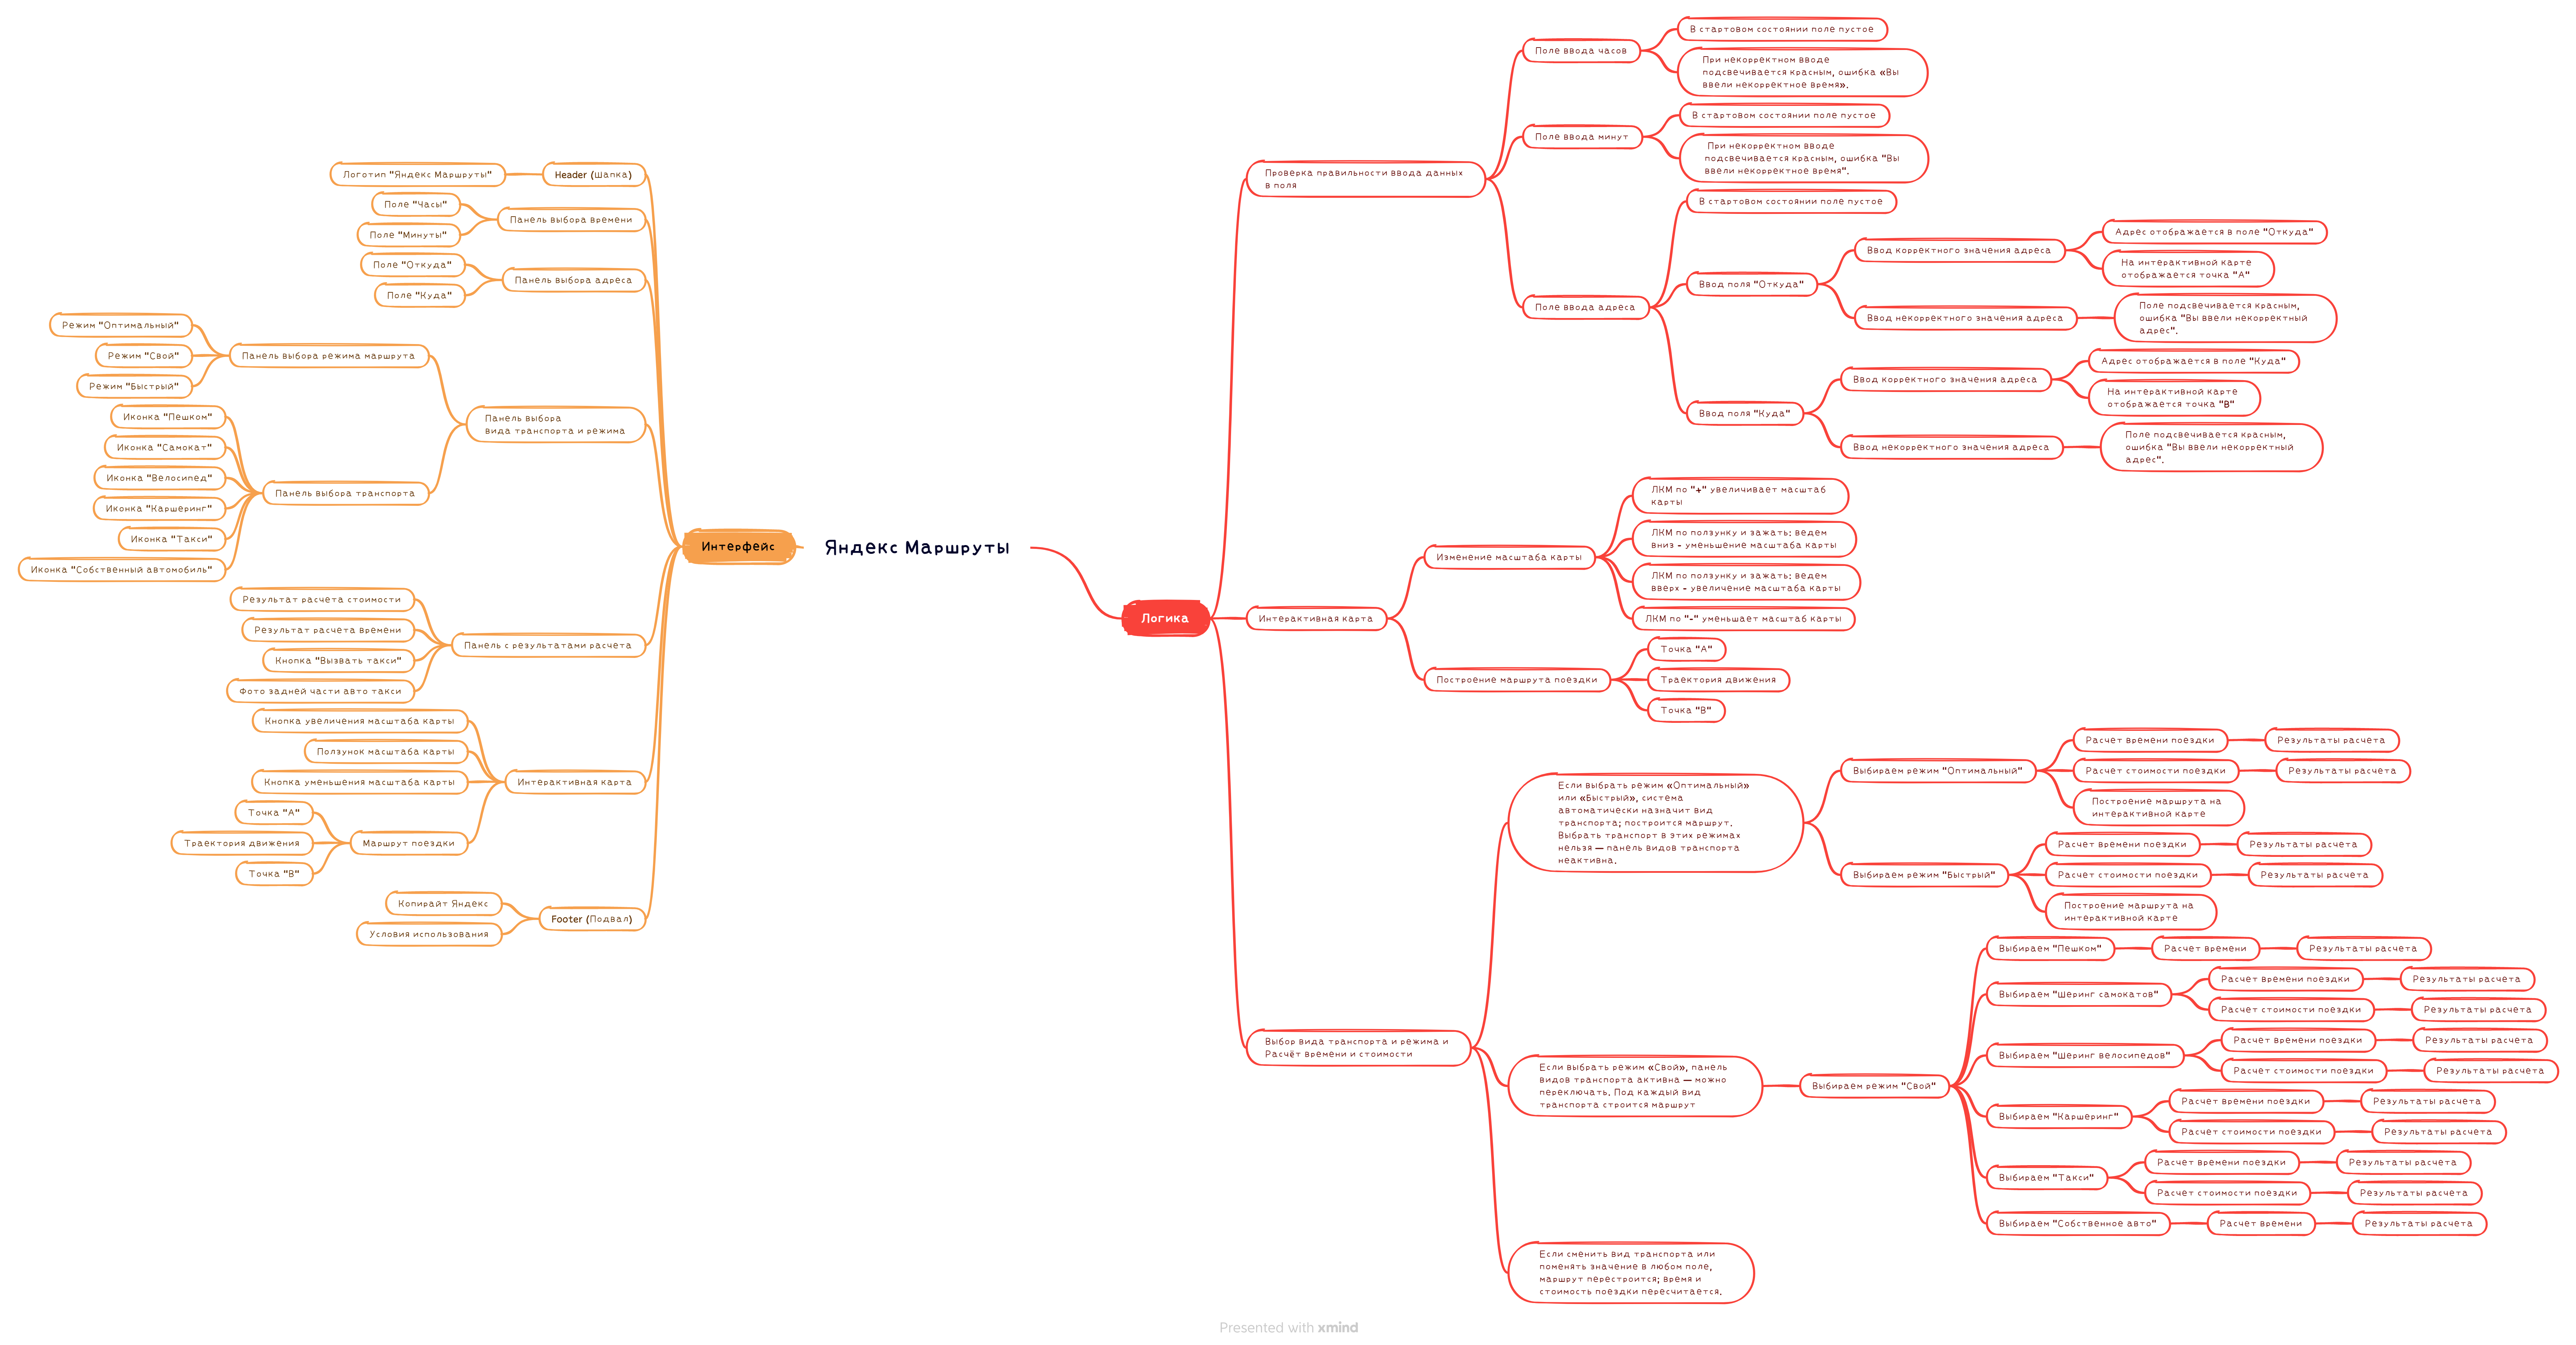 Яндекс Маршруты
Интерфейс
Header (Шапка)
Логотип "Яндекс Маршруты"
Панель выбора времени
Поле "Часы"
Поле "Минуты"
Панель выбора адреса
Поле "Откуда"
Поле "Куда"
Панель выбора
вида транспорта и режима
Панель выбора режима маршрута
Режим "Оптимальный"
Режим "Свой"
Режим "Быстрый"
Панель выбора транспорта
Иконка "Пешком"
Иконка "Самокат"
Иконка "Велосипед"
Иконка "Каршеринг"
Иконка "Такси"
Иконка "Собственный автомобиль"
Панель с результатами расчета
Результат расчета стоимости
Результат расчета времени
Кнопка "Вызвать такси"
Фото задней части авто такси
Интерактивная карта
Кнопка увеличения масштаба карты
Ползунок масштаба карты
Кнопка уменьшения масштаба карты
Маршрут поездки
Точка "А"
Траектория движения
Точка "В"
Footer (Подвал)
Копирайт Яндекс
Условия использования
Логика
Проверка правильности ввода данных
в поля
Поле ввода часов
В стартовом состоянии поле пустое
При некорректном вводе
подсвечивается красным, ошибка «Вы
ввели некорректное время».
Поле ввода минут
В стартовом состоянии поле пустое
При некорректном вводе
подсвечивается красным, ошибка "Вы
ввели некорректное время".
Поле ввода адреса
В стартовом состоянии поле пустое
Ввод поля "Откуда"
Ввод корректного значения адреса
Адрес отображается в поле "Откуда"
На интерактивной карте
отображается точка "А"
Ввод некорректного значения адреса
Поле подсвечивается красным,
ошибка "Вы ввели некорректный
адрес".
Ввод поля "Куда"
Ввод корректного значения адреса
Адрес отображается в поле "Куда"
На интерактивной карте
отображается точка "В"
Ввод некорректного значения адреса
Поле подсвечивается красным,
ошибка "Вы ввели некорректный
адрес".
Интерактивная карта
Изменение масштаба карты
ЛКМ по "+" увеличивает масштаб
карты
ЛКМ по ползунку и зажать: ведем
вниз - уменьшение масштаба карты
ЛКМ по ползунку и зажать: ведем
вверх - увеличение масштаба карты
ЛКМ по "-" уменьшает масштаб карты
Построение маршрута поездки
Точка "А"
Траектория движения
Точка "В"
Выбор вида транспорта и режима и
Расчёт времени и стоимости
Если выбрать режим «Оптимальный»
или «Быстрый», система
автоматически назначит вид
транспорта; построится маршрут.
Выбрать транспорт в этих режимах
нельзя — панель видов транспорта
неактивна.
Выбираем режим "Оптимальный"
Расчет времени поездки
Результаты расчета
Расчет стоимости поездки
Результаты расчета
Построение маршрута на
интерактивной карте
Выбираем режим "Быстрый"
Расчет времени поездки
Результаты расчета
Расчет стоимости поездки
Результаты расчета
Построение маршрута на
интерактивной карте
Если выбрать режим «Свой», панель
видов транспорта активна — можно
переключать. Под каждый вид
транспорта строится маршрут
Выбираем режим "Свой"
Выбираем "Пешком"
Расчет времени
Результаты расчета
Выбираем "Шеринг самокатов"
Расчет времени поездки
Результаты расчета
Расчет стоимости поездки
Результаты расчета
Выбираем "Шеринг велосипедов"
Расчет времени поездки
Результаты расчета
Расчет стоимости поездки
Результаты расчета
Выбираем "Каршеринг"
Расчет времени поездки
Результаты расчета
Расчет стоимости поездки
Результаты расчета
Выбираем "Такси"
Расчет времени поездки
Результаты расчета
Расчет стоимости поездки
Результаты расчета
Выбираем "Собственное авто"
Расчет времени
Результаты расчета
Если сменить вид транспорта или
поменять значение в любом поле,
маршрут перестроится; время и
стоимость поездки пересчитается.
Presented with xmind